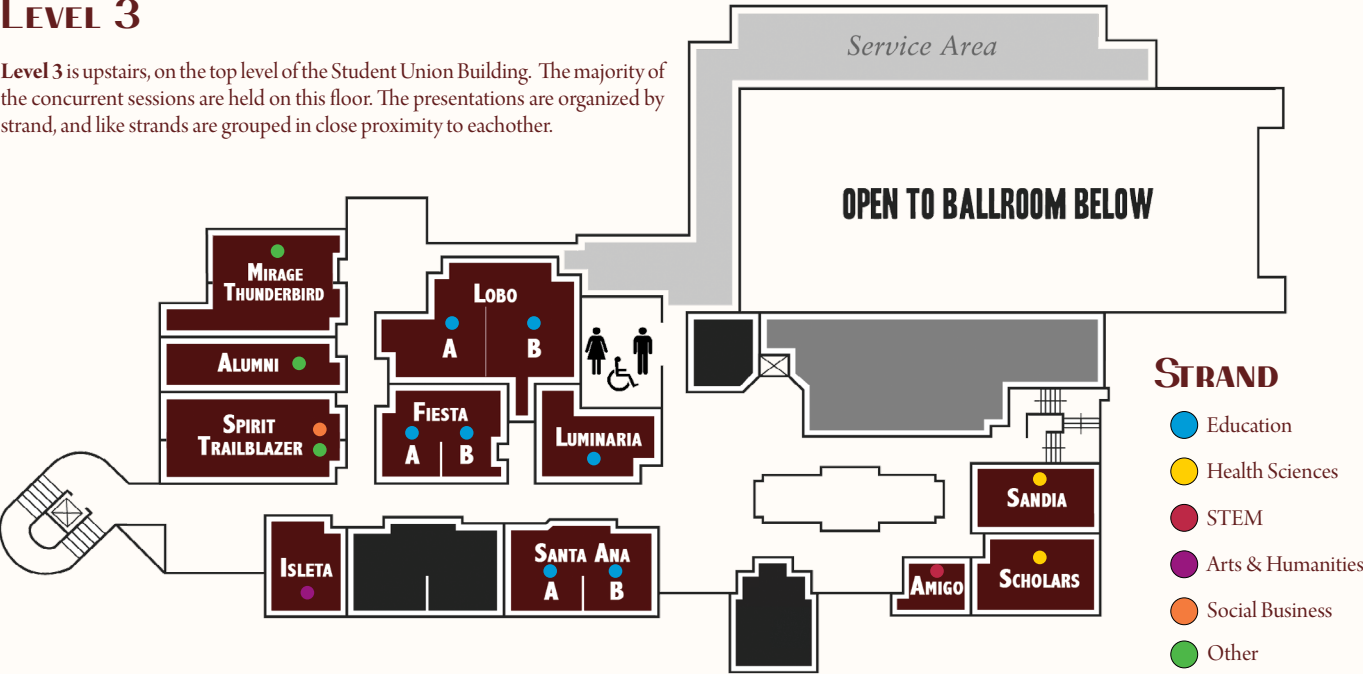 LEVEL 3
Level 3 is upstairs, on the top level of the Student Union Building. The majority of
the concurrent sessions are held on this floor. The presentations are organized by
strand, and like strands are grouped in close proximity to eachother.
Service Area
OPEN TO BALLROOM BELOW
MIRAGE
THUNDERBIRD
ALUMNI
SPIRIT
TRAILBLAZER
LOBO
A
B
FIESTA
A
B
LUMINARIA
ISLETA
SANTA ANA
A
B
SANDIA
SCHOLARS
AMIGO
STRAND
Education
Health Sciences
STEM
Arts & Humanities
Social Business
Other